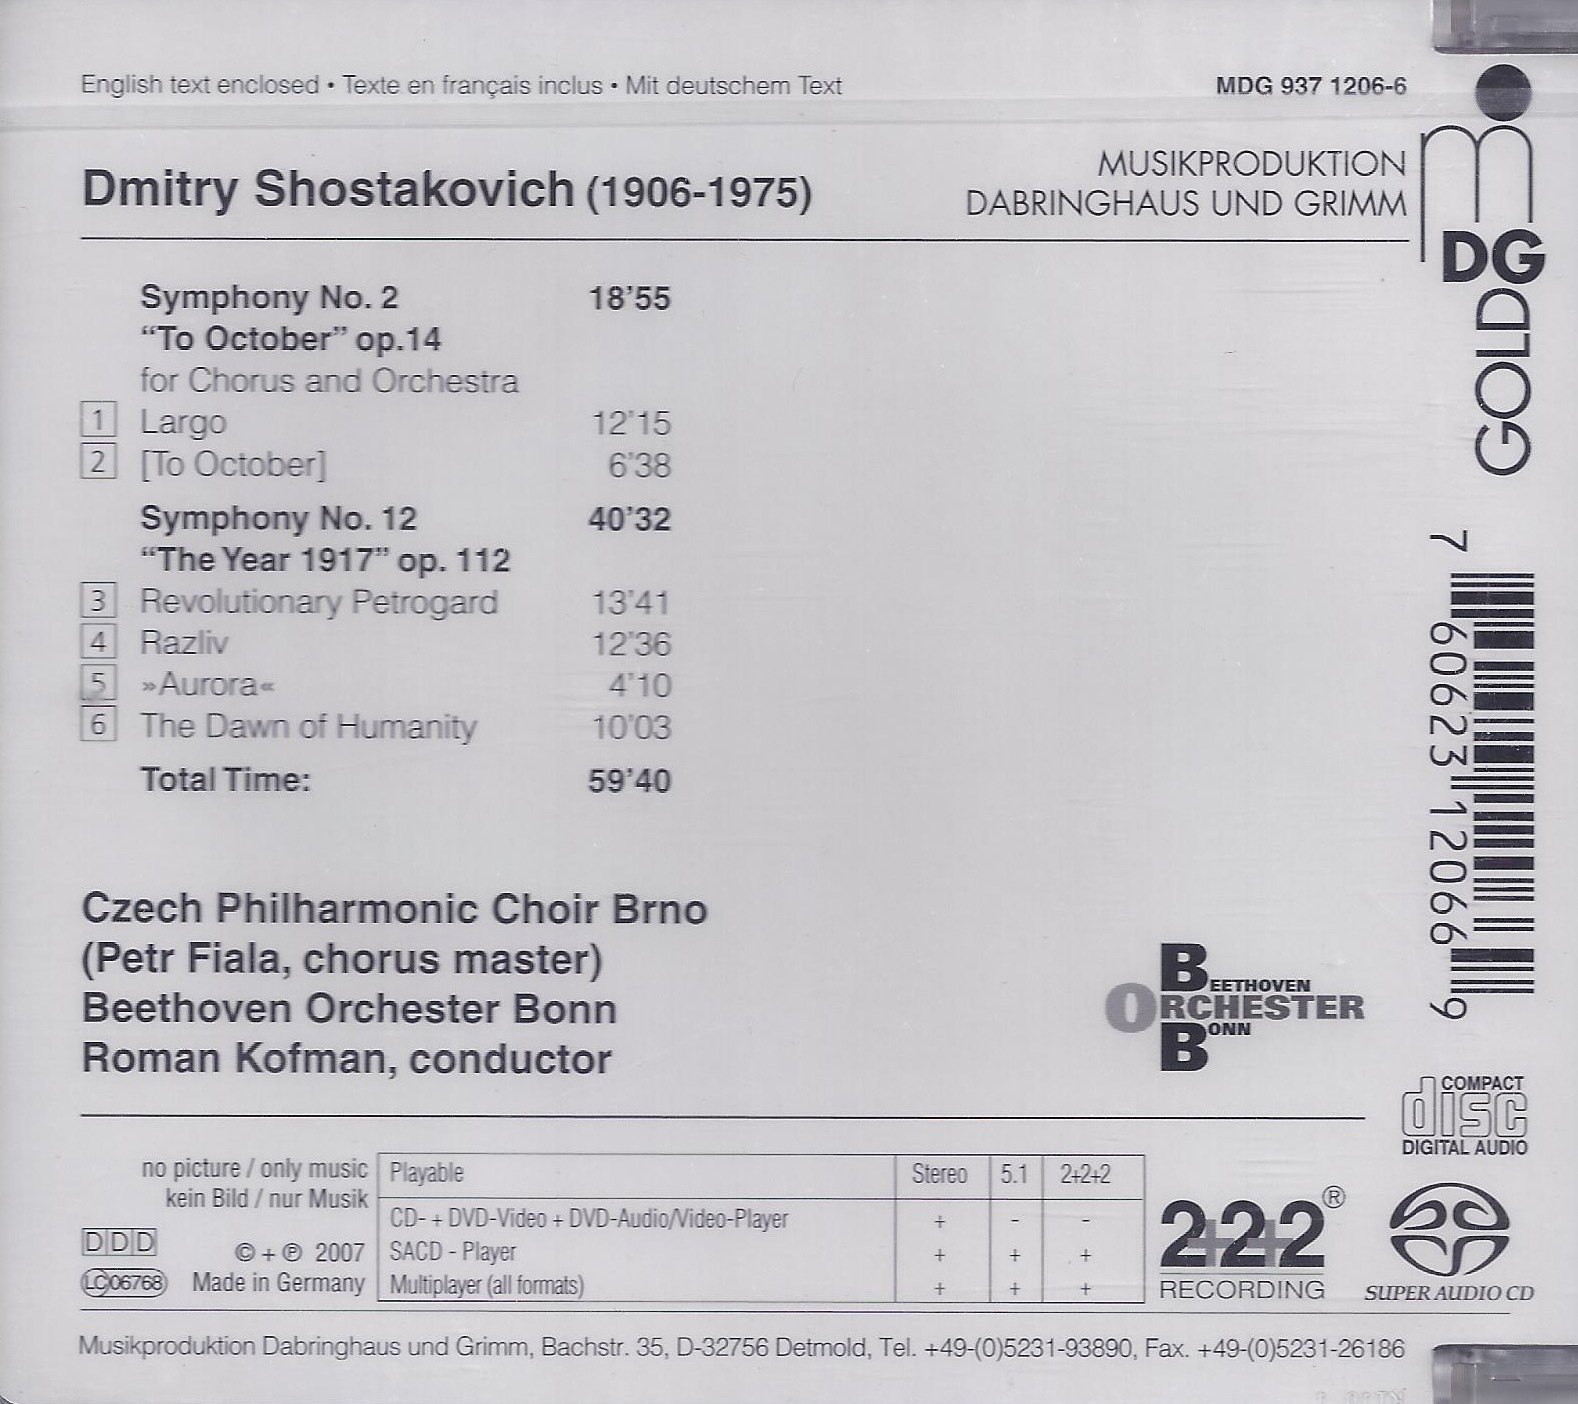 English text enclosed • Texte en français inclus • Mit deutschem Text
MDG 937 1206-6
Dmitry Shostakovich (1906-1975)
MUSIKPRODUKTION
DABRINGHAUS UND GRIMM
DG
GOLD
Symphony No. 2 18'55
“To October” op.14
for Chorus and Orchestra
1 Largo 12'15
2 [To October] 6'38
Symphony No. 12 40'32
“The Year 1917” op. 112
3 Revolutionary Petrogard 13'41
4 Razliv 12'36
5 »Aurora« 4'10
6 The Dawn of Humanity 10'03
Total Time: 59'40
7 60623 12066 9
Czech Philharmonic Choir Brno
(Petr Fiala, chorus master)
Beethoven Orchester Bonn
Roman Kofman, conductor
BEETHOVEN
ORCHESTER
BONN
COMPACT
disc
DIGITAL AUDIO
no picture / only music
kein Bild / nur Musik
DDD
© + ℗ 2007
LC 06768
Made in Germany
Playable Stereo 5.1 2+2+2
CD- + DVD-Video + DVD-Audio/Video-Player + - -
SACD - Player + + +
Multiplayer (all formats) + + +
2+2+2®
RECORDING
SUPER AUDIO CD
Musikproduktion Dabringhaus und Grimm, Bachstr. 35, D-32756 Detmold, Tel. +49-(0)5231-93890, Fax. +49-(0)5231-26186